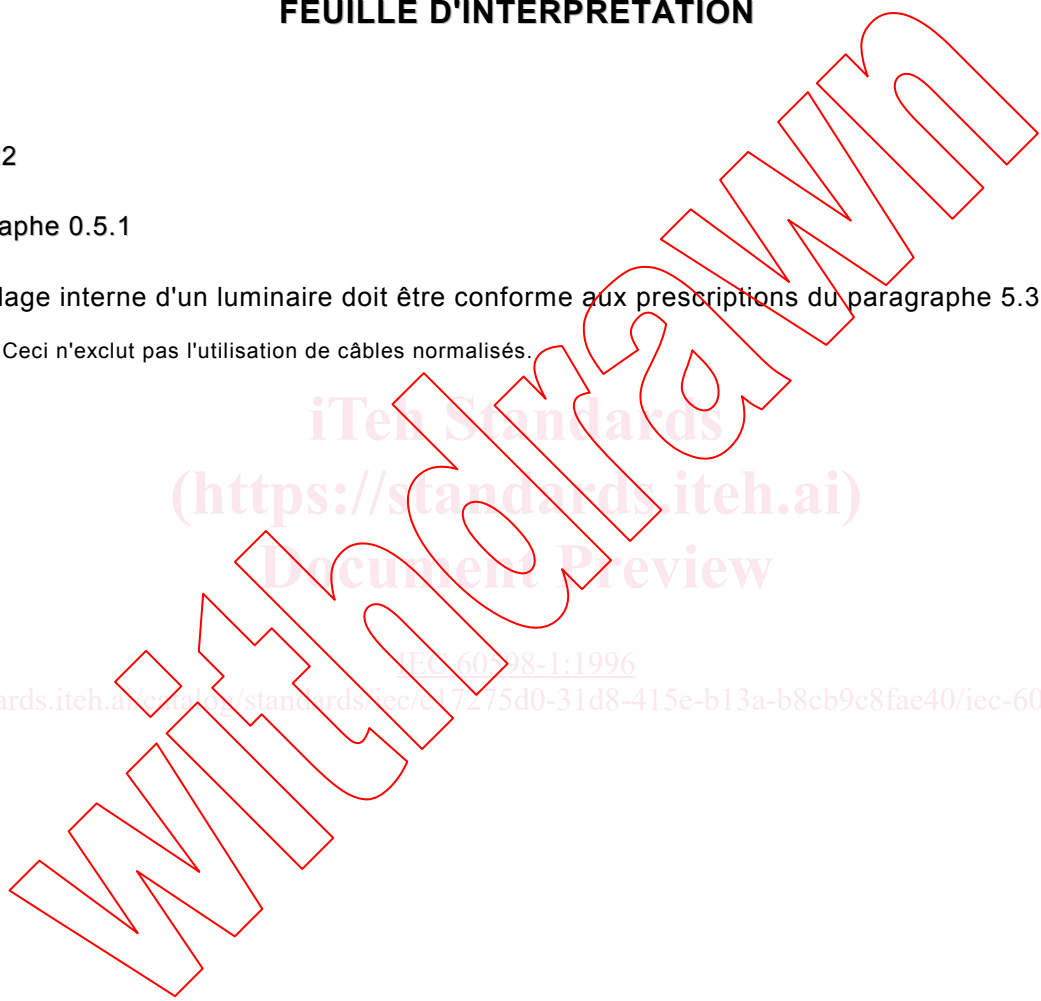 FEUILLE D'INTERPRÉTATION
2
aphe 0.5.1
lage interne d'un luminaire doit être conforme aux prescriptions du paragraphe 5.3
Ceci n'exclut pas l'utilisation de câbles normalisés.
iTeh Standards
(https://standards.iteh.ai)
Document Preview
IEC 60598-1:1996
ards.iteh.ai/catalog/standards/iec/e17275d0-31d8-415e-b13a-b8cb9c8fae40/iec-60
withdrawn